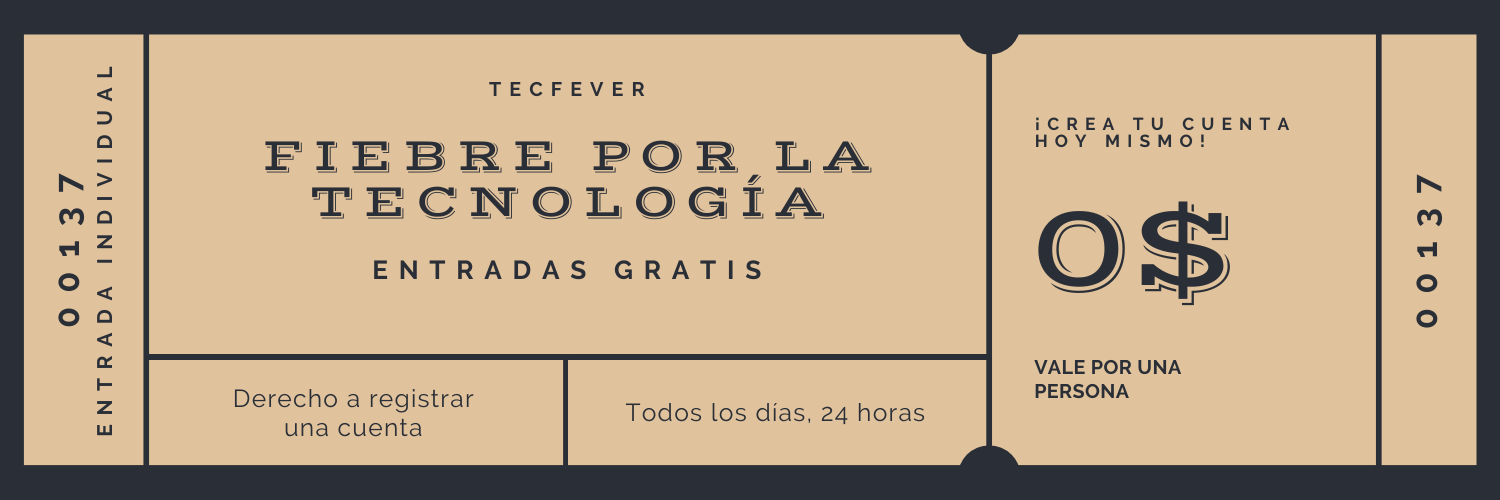 00137
ENTRADA INDIVIDUAL
TECFEVER
FIEBRE POR LA
TECNOLOGÍA
ENTRADAS GRATIS
Derecho a registrar
una cuenta
Todos los días, 24 horas
¡CREA TU CUENTA
HOY MISMO!
0$
VALE POR UNA
PERSONA
00137